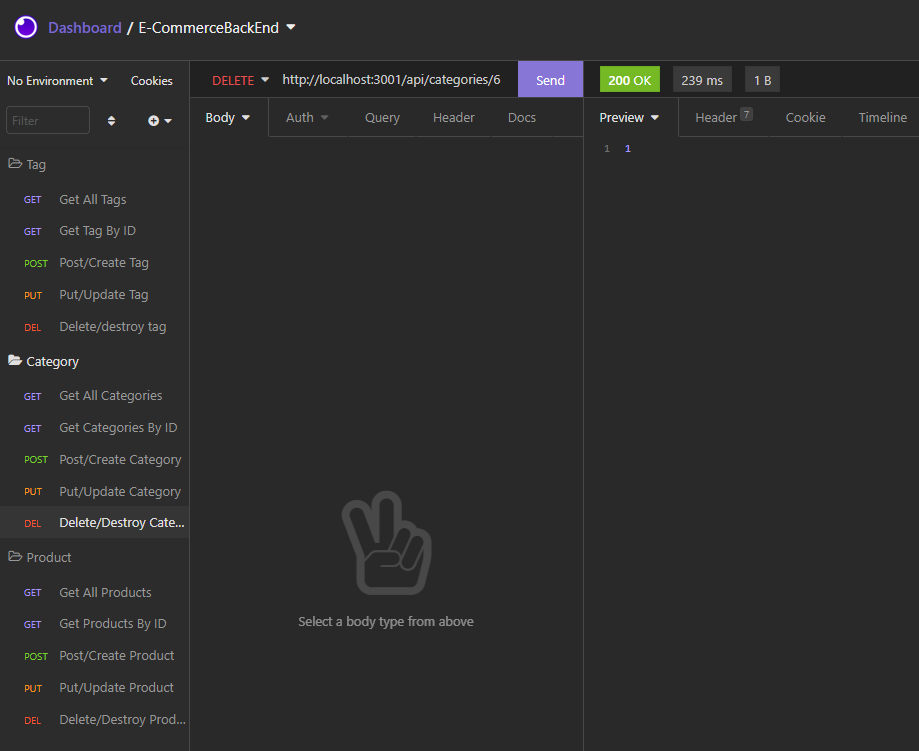 Dashboard / E-CommerceBackEnd
No Environment
Cookies
Filter
Tag
GET Get All Tags
GET Get Tag By ID
POST Post/Create Tag
PUT Put/Update Tag
DEL Delete/destroy tag
Category
GET Get All Categories
GET Get Categories By ID
POST Post/Create Category
PUT Put/Update Category
DEL Delete/Destroy Cate...
Product
GET Get All Products
GET Get Products By ID
POST Post/Create Product
PUT Put/Update Product
DEL Delete/Destroy Prod...
DELETE http://localhost:3001/api/categories/6 Send
Body Auth Query Header Docs
Select a body type from above
200 OK 239 ms 1 B
Preview Header 7 Cookie Timeline
1 1